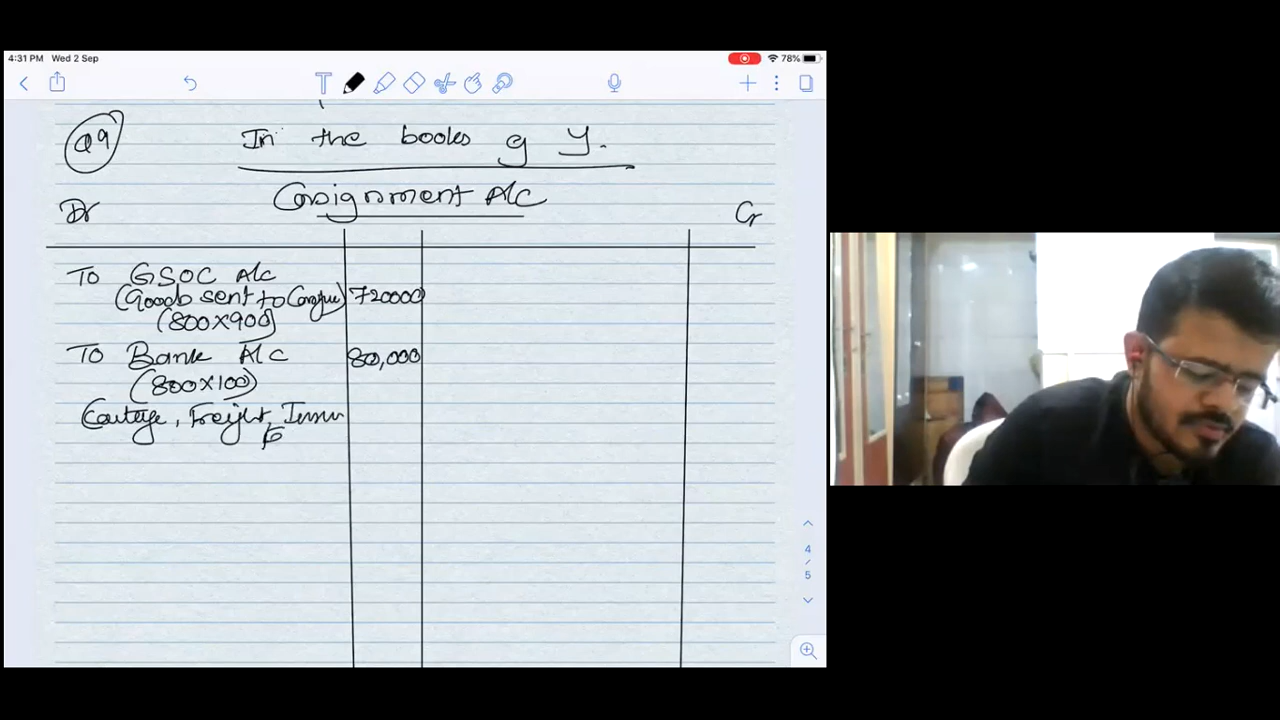 4:31 PM Wed 2 Sep
78%
Q9
In the books of Y.
Consignment A/c
Dr
Cr
To GSOC A/c
(Goods sent to Consignee) 720000
(800×900)
To Bank A/c 80,000
(800×100)
Cartage, Freight, Insu
4
/
5